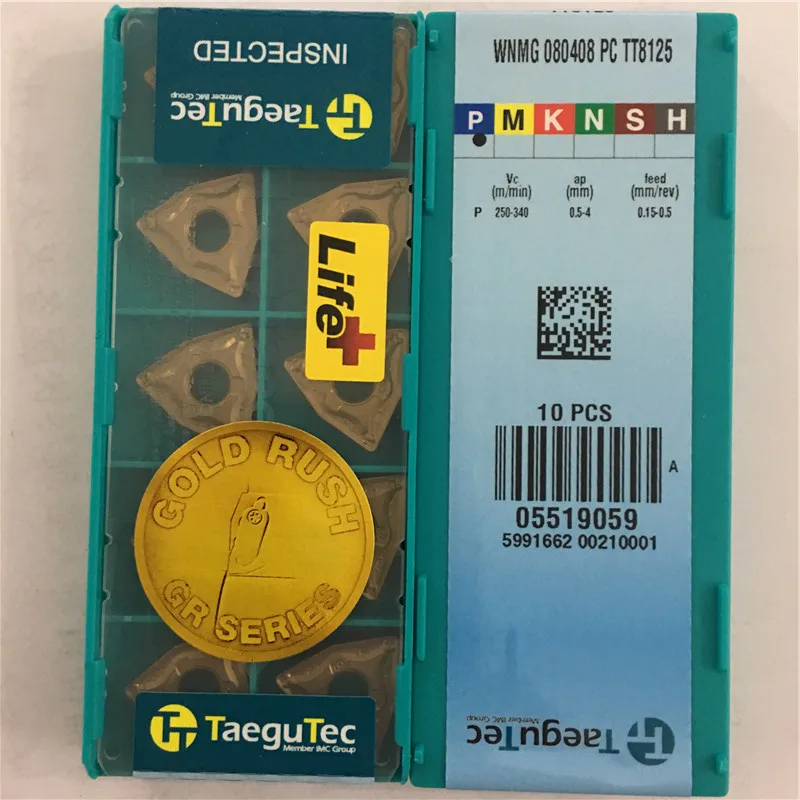 INSPECTED
TaeguTec
Member IMC Group
Life+
GOLD RUSH
GR SERIES
TT TaeguTec
Member IMC Group
WNMG 080408 PC TT8125
P M K N S H
Vc ap feed
(m/min) (mm) (mm/rev)
P 250-340 0.5-4 0.15-0.5
10 PCS
A
05519059
5991662 00210001
TaeguTec
Member IMC Group